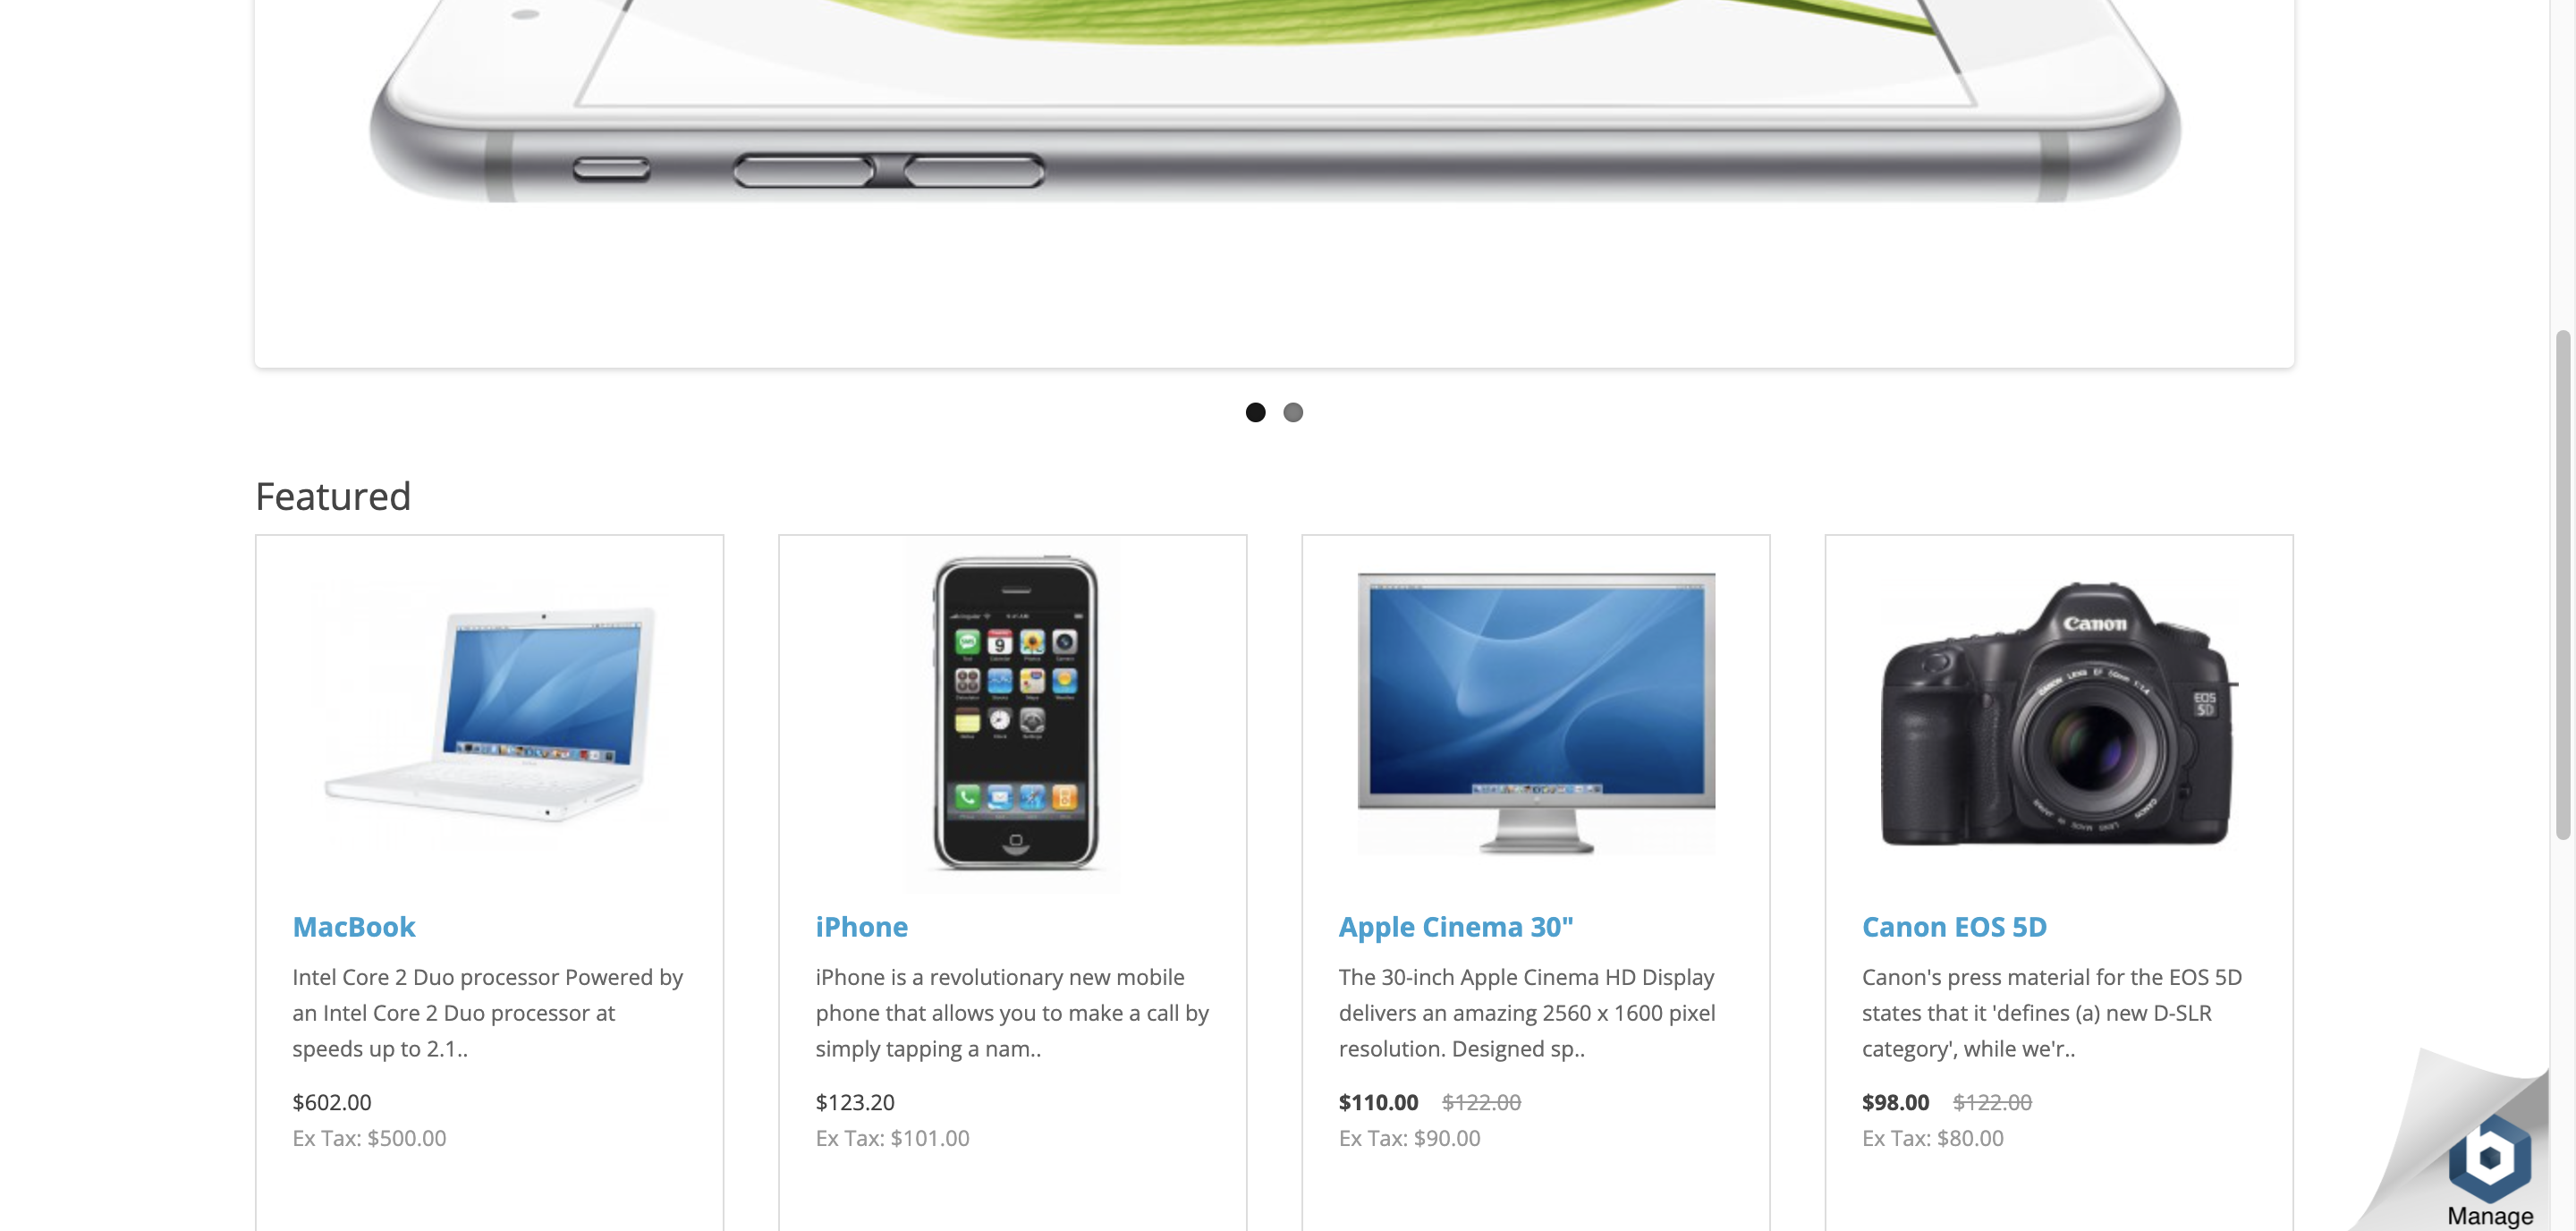 Featured
Canon
EOS
5D
MacBook
Intel Core 2 Duo processor Powered by
an Intel Core 2 Duo processor at
speeds up to 2.1..
$602.00
Ex Tax: $500.00
iPhone
iPhone is a revolutionary new mobile
phone that allows you to make a call by
simply tapping a nam..
$123.20
Ex Tax: $101.00
Apple Cinema 30"
The 30-inch Apple Cinema HD Display
delivers an amazing 2560 x 1600 pixel
resolution. Designed sp..
$110.00 $122.00
Ex Tax: $90.00
Canon EOS 5D
Canon's press material for the EOS 5D
states that it 'defines (a) new D-SLR
category', while we'r..
$98.00 $122.00
Ex Tax: $80.00
Manage